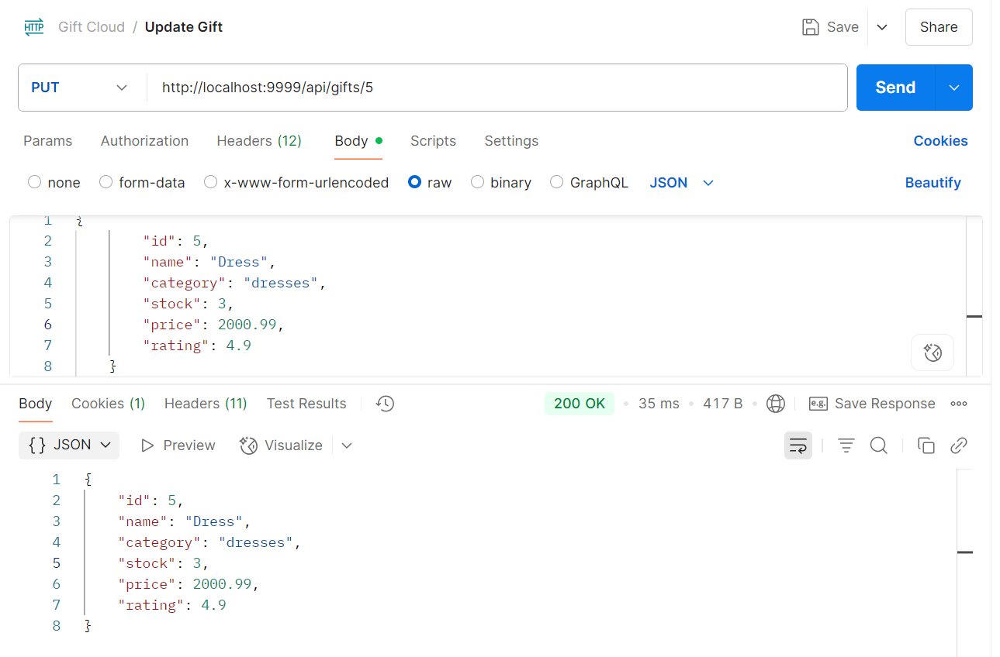 HTTP Gift Cloud / Update Gift Save Share
PUT http://localhost:9999/api/gifts/5 Send
Params Authorization Headers (12) Body Scripts Settings Cookies
none form-data x-www-form-urlencoded raw binary GraphQL JSON Beautify
1 {
2 "id": 5,
3 "name": "Dress",
4 "category": "dresses",
5 "stock": 3,
6 "price": 2000.99,
7 "rating": 4.9
8 }
Body Cookies (1) Headers (11) Test Results 200 OK • 35 ms • 417 B • e.g. Save Response
{} JSON Preview Visualize
1 {
2 "id": 5,
3 "name": "Dress",
4 "category": "dresses",
5 "stock": 3,
6 "price": 2000.99,
7 "rating": 4.9
8 }